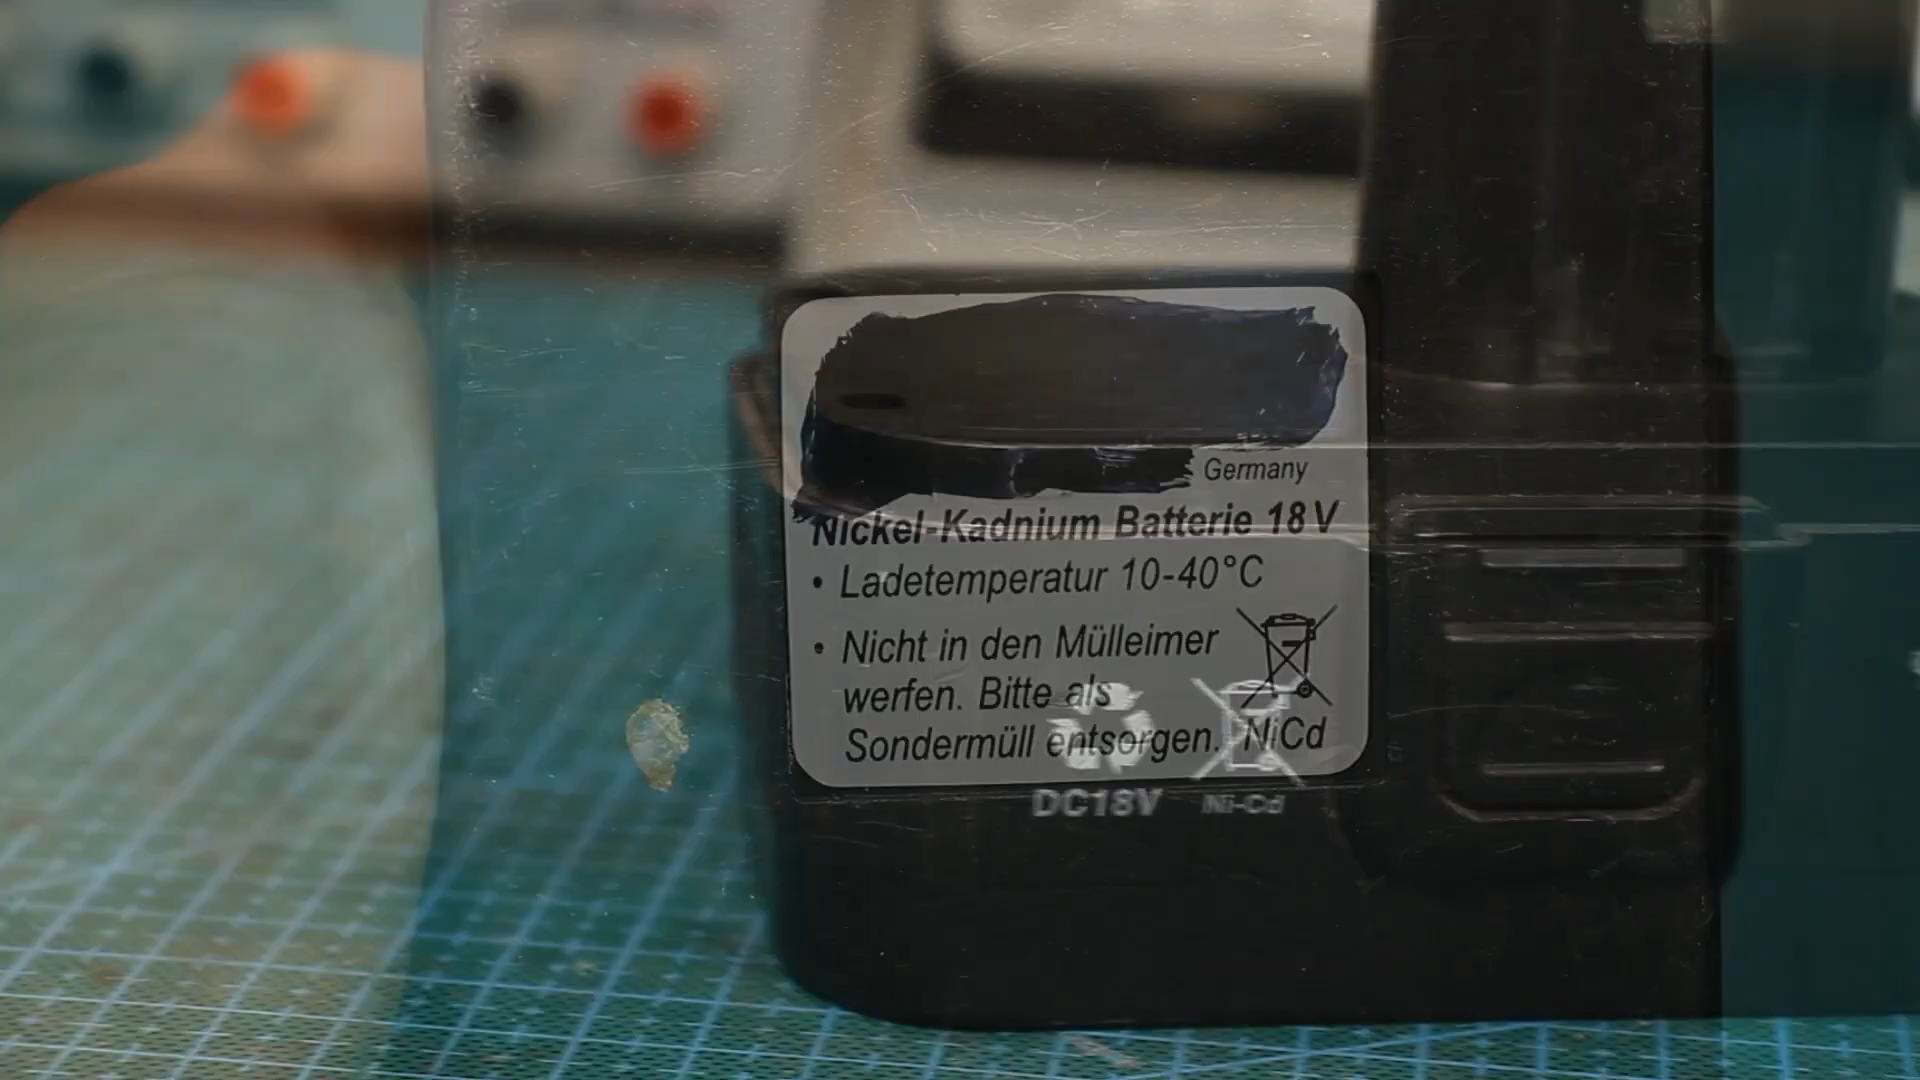 Germany
Nickel-Kadnium Batterie 18 V
• Ladetemperatur 10-40°C
• Nicht in den Mülleimer
werfen. Bitte als
Sondermüll entsorgen.
NiCd
DC18V
Ni-Cd